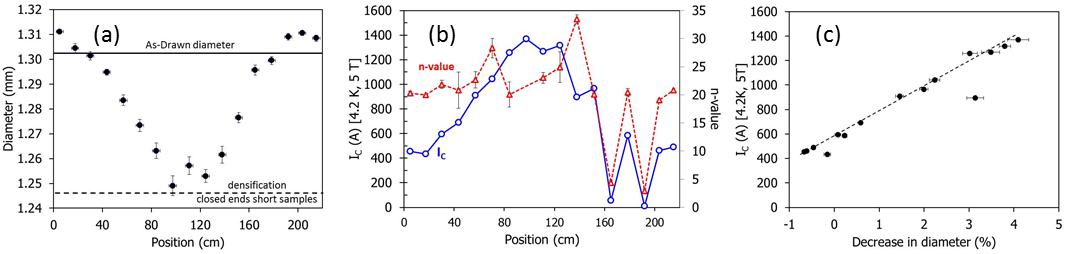 (a)
As-Drawn diameter
densification
closed ends short samples
Diameter (mm)
1.32
1.31
1.30
1.29
1.28
1.27
1.26
1.25
1.24
0 40 80 120 160 200
Position (cm)
(b)
n-value
I_C
I_C (A) [4.2 K, 5 T]
1600
1400
1200
1000
800
600
400
200
0
0 40 80 120 160 200
Position (cm)
35
30
25
20
15
10
5
0
n-value
(c)
I_C (A) [4.2K, 5T]
1600
1400
1200
1000
800
600
400
200
0
-1 0 1 2 3 4 5
Decrease in diameter (%)